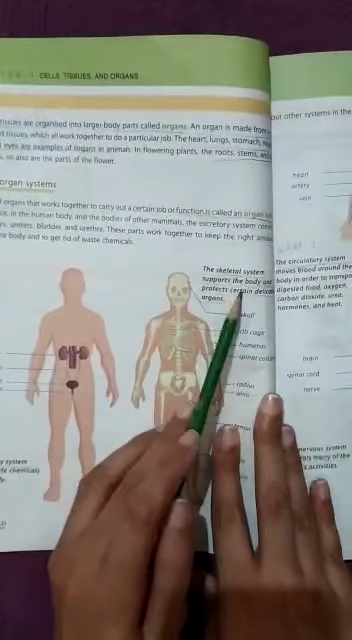 1 CELLS, TISSUES, AND ORGANS
tissues are organised into larger body parts called organs. An organ is made from
tissues, which all work together to do a particular job. The heart, lungs, stomach,
eyes are examples of organs in animals. In flowering plants, the roots, stems, and
so also are the parts of the flower.
organ systems
of organs that works together to carry out a certain job or function is called an organ
in the human body, and the bodies of other mammals, the excretory system
ureters, bladder, and urethra. These parts work together to keep the right
body and to get rid of waste chemicals.
The skeletal system
supports the body and
protects certain
organs.
skull
rib cage
humerus
spinal
radius
ulna
y system
chemicals
our other systems in the
heart
artery
vein
The circulatory system
moves blood around the
body in order to
digested food, oxygen,
carbon dioxide, urea,
hormones, and heat.
brain
spinal cord
nerve
nervous system
many of the
activities.